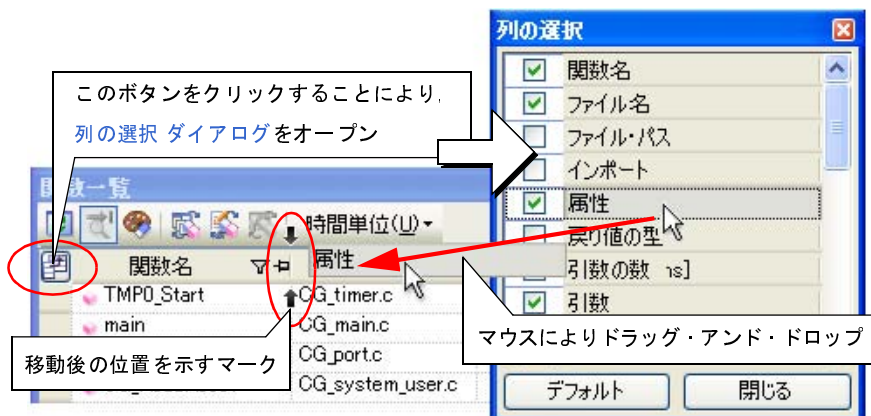 列の選択
関数名
ファイル名
ファイル・パス
インポート
属性
戻り値の型
引数の数 ns]
引数
デフォルト
閉じる
このボタンをクリックすることにより,
列の選択 ダイアログをオープン
関数一覧
時間単位(U)
関数名
属性
TMP0_Start
CG_timer.c
main
CG_main.c
CG_port.c
CG_system_user.c
移動後の位置を示すマーク
マウスによりドラッグ・アンド・ドロップ